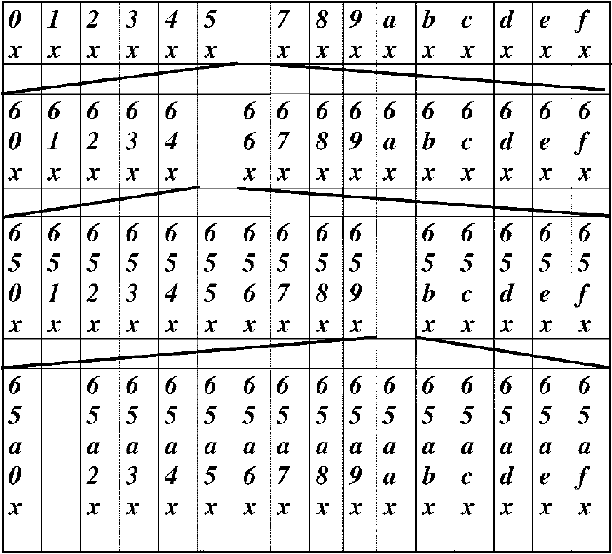 0 1 2 3 4 5 7 8 9 a b c d e f
x x x x x x x x x x x x x x x
6 6 6 6 6 6 6 6 6 6 6 6 6 6 6
0 1 2 3 4 6 7 8 9 a b c d e f
x x x x x x x x x x x x x x x
6 6 6 6 6 6 6 6 6 6 6 6 6 6 6
5 5 5 5 5 5 5 5 5 5 5 5 5 5 5
0 1 2 3 4 5 6 7 8 9 b c d e f
x x x x x x x x x x x x x x x
6 6 6 6 6 6 6 6 6 6 6 6 6 6 6
5 5 5 5 5 5 5 5 5 5 5 5 5 5 5
a a a a a a a a a a a a a a a
0 2 3 4 5 6 7 8 9 a b c d e f
x x x x x x x x x x x x x x x